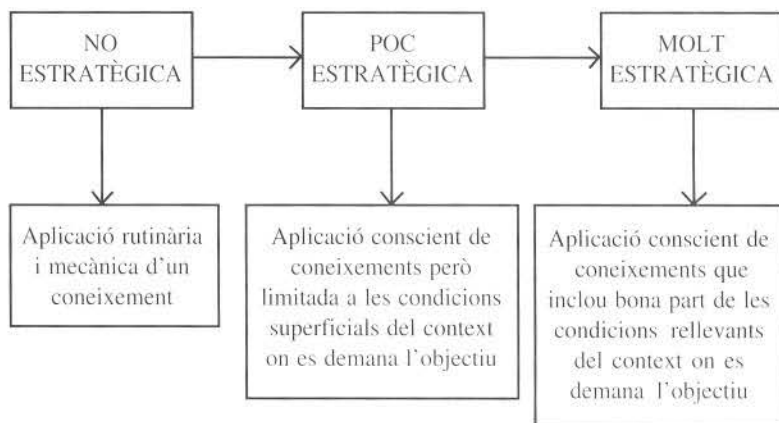 NO
ESTRATÈGICA
POC
ESTRATÈGICA
MOLT
ESTRATÈGICA
Aplicació rutinària
i mecànica d'un
coneixement
Aplicació conscient de
coneixements però
limitada a les condicions
superficials del context
on es demana l'objectiu
Aplicació conscient de
coneixements que
inclou bona part de les
condicions rellevants
del context on es
demana l'objectiu